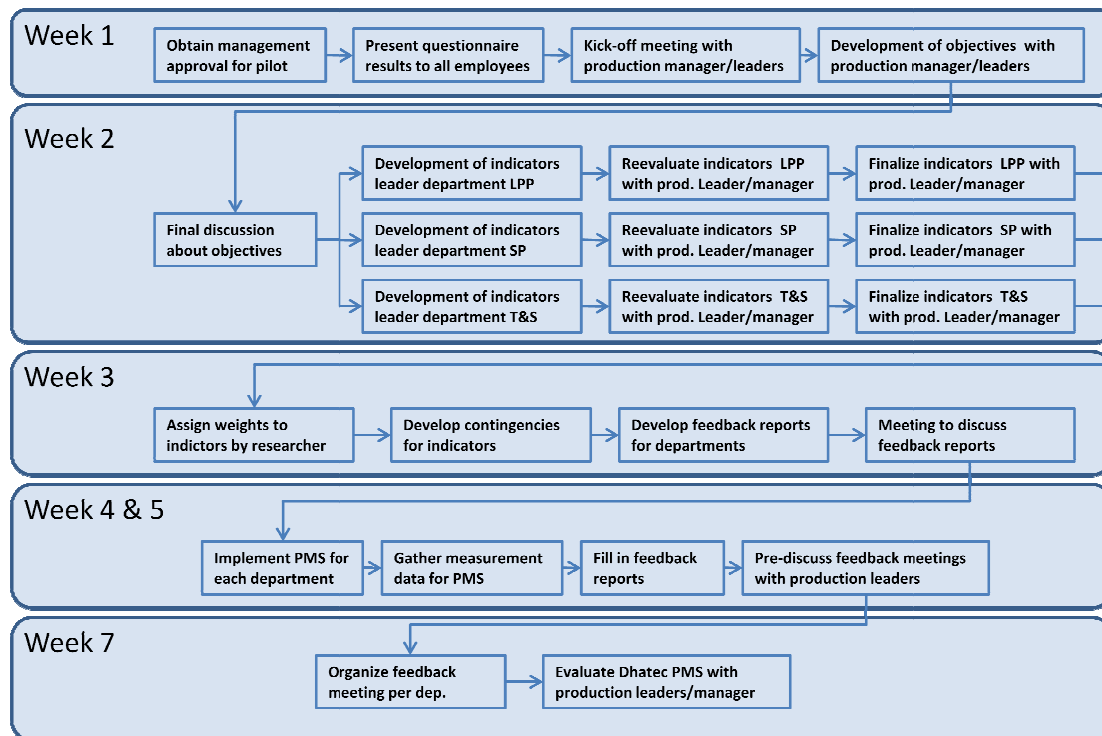 Week 1
Obtain management
approval for pilot
Present questionnaire
results to all employees
Kick-off meeting with
production manager/leaders
Development of objectives with
production manager/leaders
Week 2
Final discussion
about objectives
Development of indicators
leader department LPP
Reevaluate indicators LPP
with prod. Leader/manager
Finalize indicators LPP with
prod. Leader/manager
Development of indicators
leader department SP
Reevaluate indicators SP
with prod. Leader/manager
Finalize indicators SP with
prod. Leader/manager
Development of indicators
leader department T&S
Reevaluate indicators T&S
with prod. Leader/manager
Finalize indicators T&S
with prod. Leader/manager
Week 3
Assign weights to
indictors by researcher
Develop contingencies
for indicators
Develop feedback reports
for departments
Meeting to discuss
feedback reports
Week 4 & 5
Implement PMS for
each department
Gather measurement
data for PMS
Fill in feedback
reports
Pre-discuss feedback meetings
with production leaders
Week 7
Organize feedback
meeting per dep.
Evaluate Dhatec PMS with
production leaders/manager